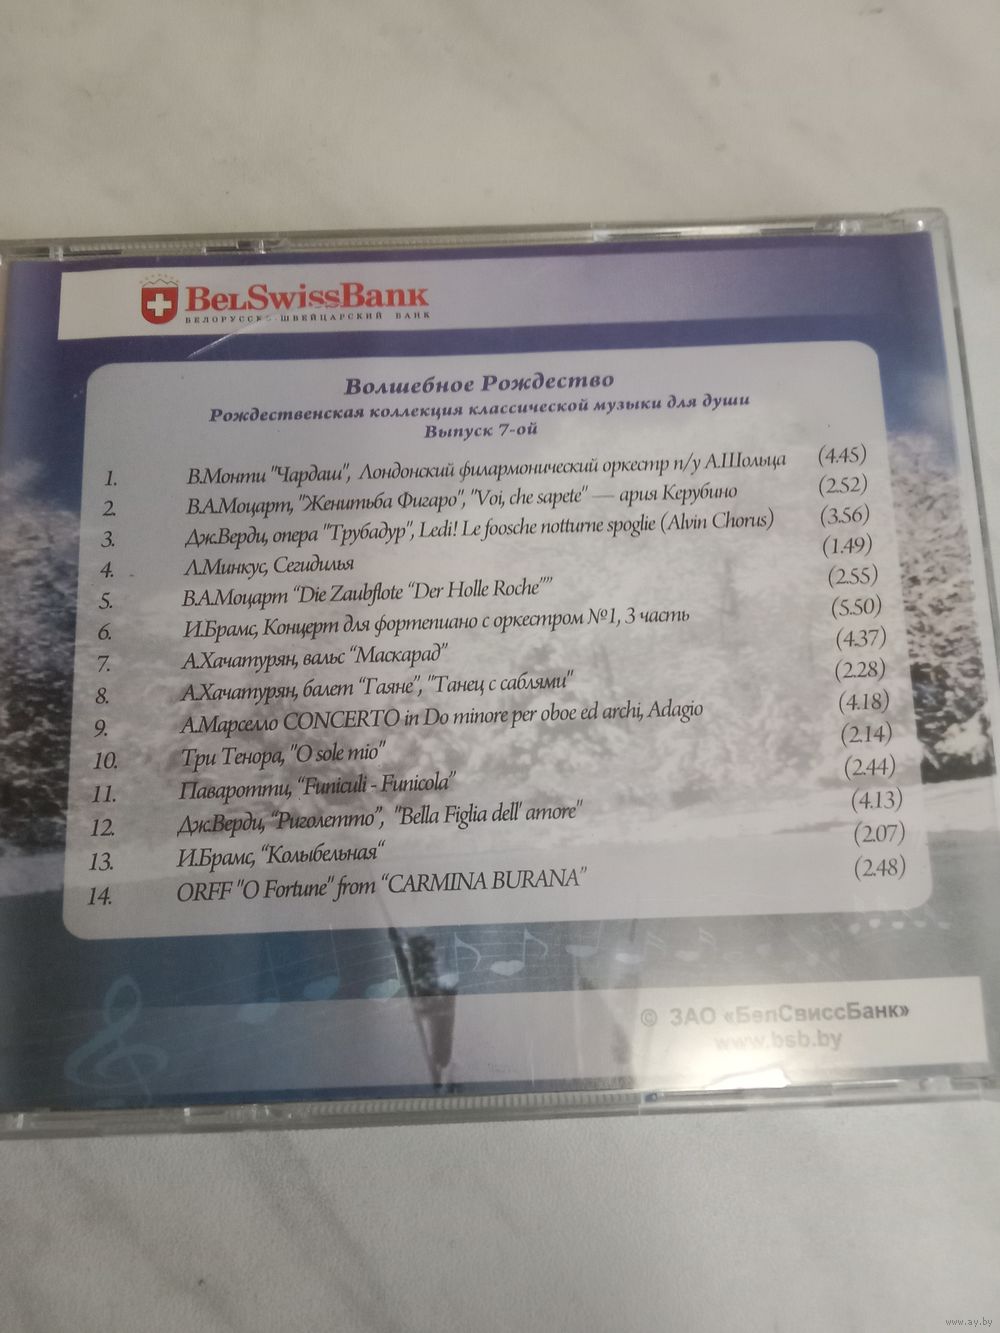 BELSWISSBANK
БЕЛОРУССКО-ШВЕЙЦАРСКИЙ БАНК
Волшебное Рождество
Рождественская коллекция классической музыки для души
Выпуск 7-ой
1. В.Монти "Чардаш", Лондонский филармонический оркестр п/у А.Шольца (4.45)
2. В.А.Моцарт, "Женитьба Фигаро", "Voi, che sapete" — ария Керубино (2.52)
3. Дж.Верди, опера "Трубадур", Ledi! Le foosche notturne spoglie (Alvin Chorus) (3.56)
4. Л.Минкус, Сегидилья (1.49)
5. В.А.Моцарт “Die Zaubflote “Der Holle Roche”” (2.55)
6. И.Брамс, Концерт для фортепиано с оркестром №1, 3 часть (5.50)
7. А.Хачатурян, вальс “Маскарад” (4.37)
8. А.Хачатурян, балет “Гаяне”, "Танец с саблями" (2.28)
9. А.Марселло CONCERTO in Do minore per oboe ed archi, Adagio (4.18)
10. Три Тенора, "O sole mio" (2.14)
11. Паваротти, “Funiculi - Funicola” (2.44)
12. Дж.Верди, “Риголетто”, "Bella Figlia dell' amore" (4.13)
13. И.Брамс, “Колыбельная“ (2.07)
14. ORFF "O Fortune" from “CARMINA BURANA” (2.48)
© ЗАО «БелСвиссБанк»
www.bsb.by
www.ay.by